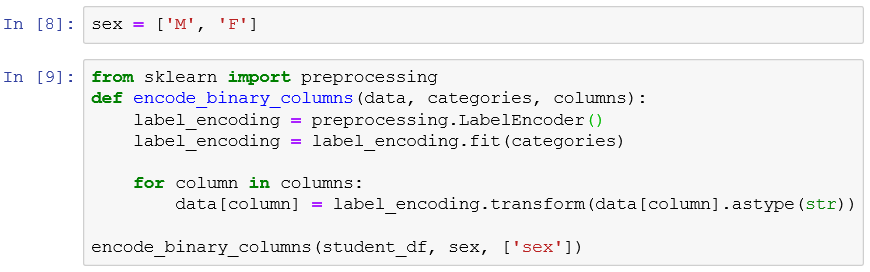 In [8]: sex = ['M', 'F']
In [9]: from sklearn import preprocessing
def encode_binary_columns(data, categories, columns):
    label_encoding = preprocessing.LabelEncoder()
    label_encoding = label_encoding.fit(categories)
    for column in columns:
        data[column] = label_encoding.transform(data[column].astype(str))
encode_binary_columns(student_df, sex, ['sex'])